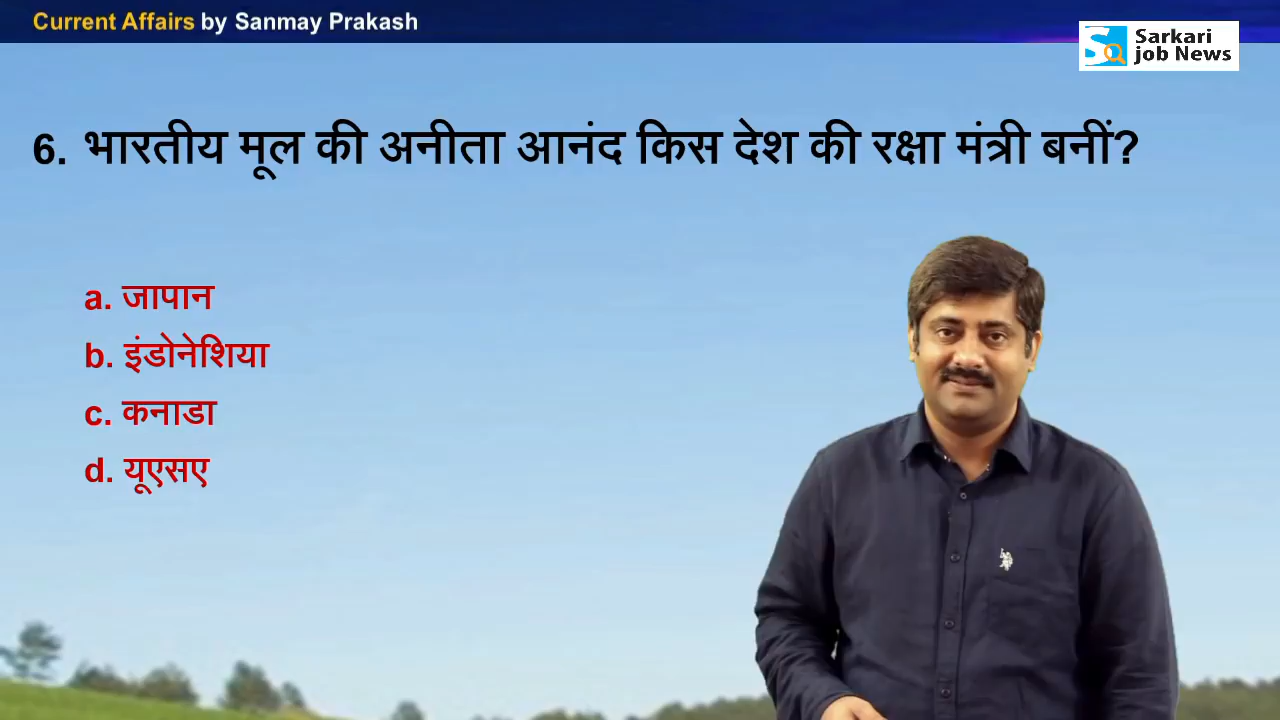 Current Affairs by Sanmay Prakash
Sarkari
Job News
6. भारतीय मूल की अनीता आनंद किस देश की रक्षा मंत्री बनीं?
a. जापान
b. इंडोनेशिया
c. कनाडा
d. यूएसए